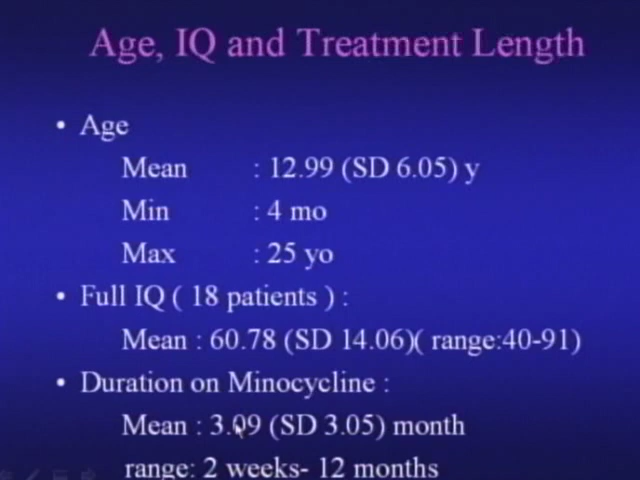 Age, IQ and Treatment Length
• Age
Mean : 12.99 (SD 6.05) y
Min : 4 mo
Max : 25 yo
• Full IQ ( 18 patients ) :
Mean : 60.78 (SD 14.06)( range:40-91)
• Duration on Minocycline :
Mean : 3.09 (SD 3.05) month
range: 2 weeks- 12 months